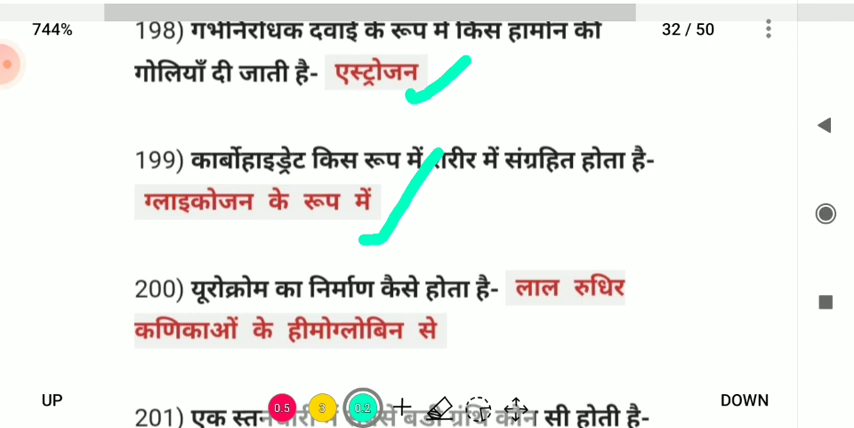 744%
198) गर्भनिरोधक दवाई के रूप में किस हार्मोन की
32 / 50
गोलियाँ दी जाती है- एस्ट्रोजन
199) कार्बोहाइड्रेट किस रूप में शरीर में संग्रहित होता है-
ग्लाइकोजन के रूप में
200) यूरोक्रोम का निर्माण कैसे होता है- लाल रुधिर
कणिकाओं के हीमोग्लोबिन से
UP
0.5
3
0.2
DOWN
201) एक बडी ग्रंथि कौन सी होती है-